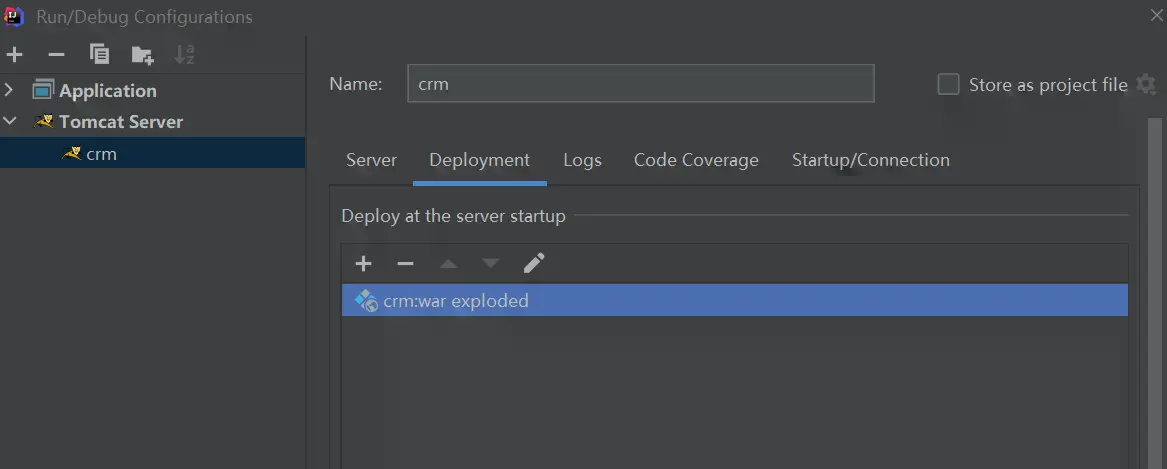 Run/Debug Configurations
Application
Tomcat Server
crm
Name: crm Store as project file
Server Deployment Logs Code Coverage Startup/Connection
Deploy at the server startup
crm:war exploded